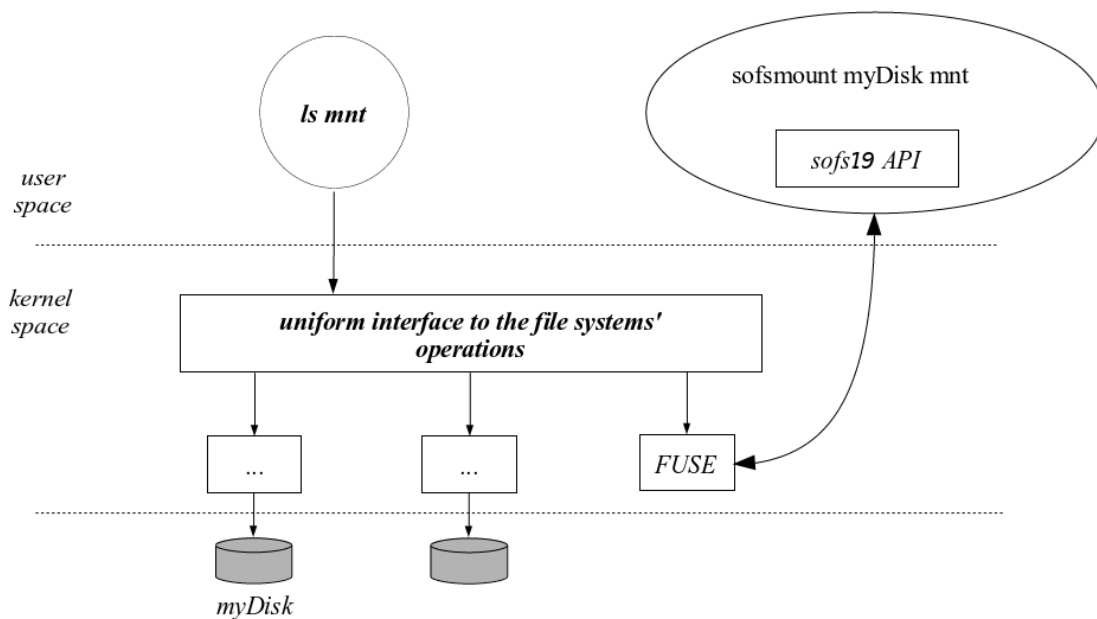 sofsmount myDisk mnt
ls mnt
sofs19 API
user
space
kernel
space
uniform interface to the file systems'
operations
...
...
FUSE
myDisk